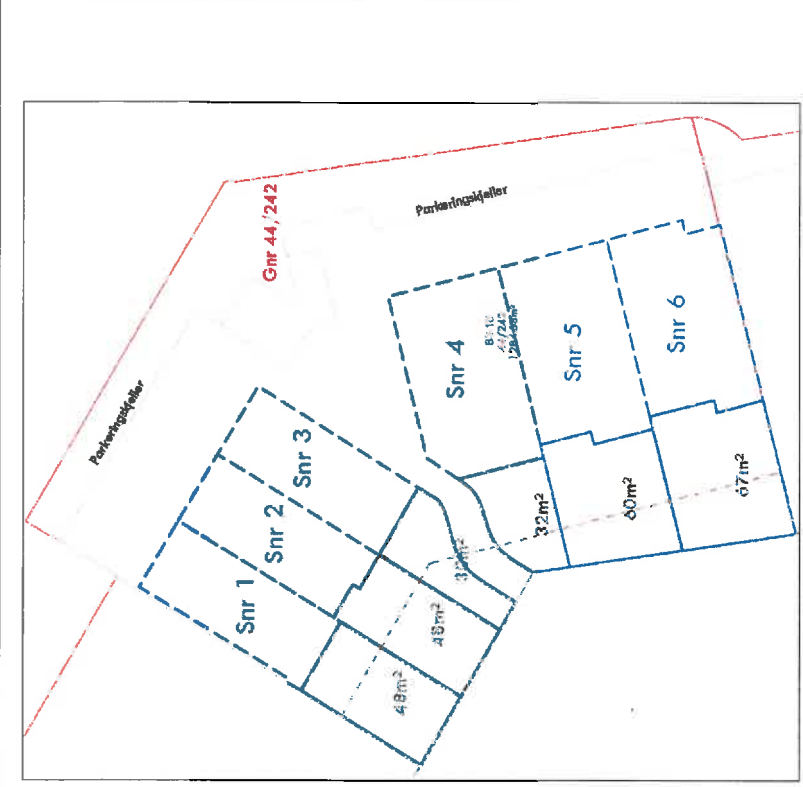 Gnr 44/242
Parkeringskjeller
Parkeringskjeller
Snr 1
Snr 2
Snr 3
Snr 4
Snr 5
Snr 6
48m²
48m²
32m²
60m²
67m²